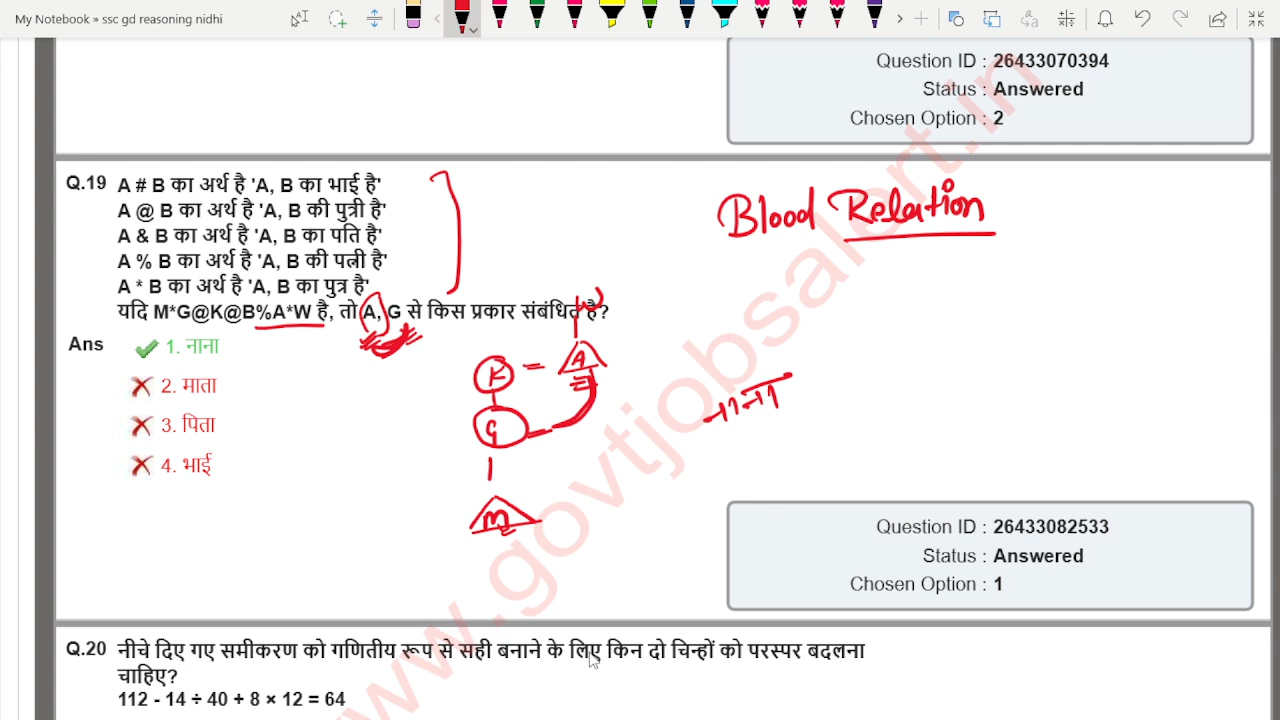 My Notebook » ssc gd reasoning nidhi
Question ID : 26433070394
Status : Answered
Chosen Option : 2
Q.19 A # B का अर्थ है 'A, B का भाई है'
A @ B का अर्थ है 'A, B की पुत्री है'
A & B का अर्थ है 'A, B का पति है'
A % B का अर्थ है 'A, B की पत्नी है'
A * B का अर्थ है 'A, B का पुत्र है'
यदि M*G@K@B%A*W है, तो A, G से किस प्रकार संबंधित है?
Blood Relation
Ans 1. नाना
2. माता
3. पिता
4. भाई
W
K = A
G
M
नाना
www.govtjobsalert.in
Question ID : 26433082533
Status : Answered
Chosen Option : 1
Q.20 नीचे दिए गए समीकरण को गणितीय रूप से सही बनाने के लिए किन दो चिन्हों को परस्पर बदलना
चाहिए?
112 - 14 ÷ 40 + 8 × 12 = 64